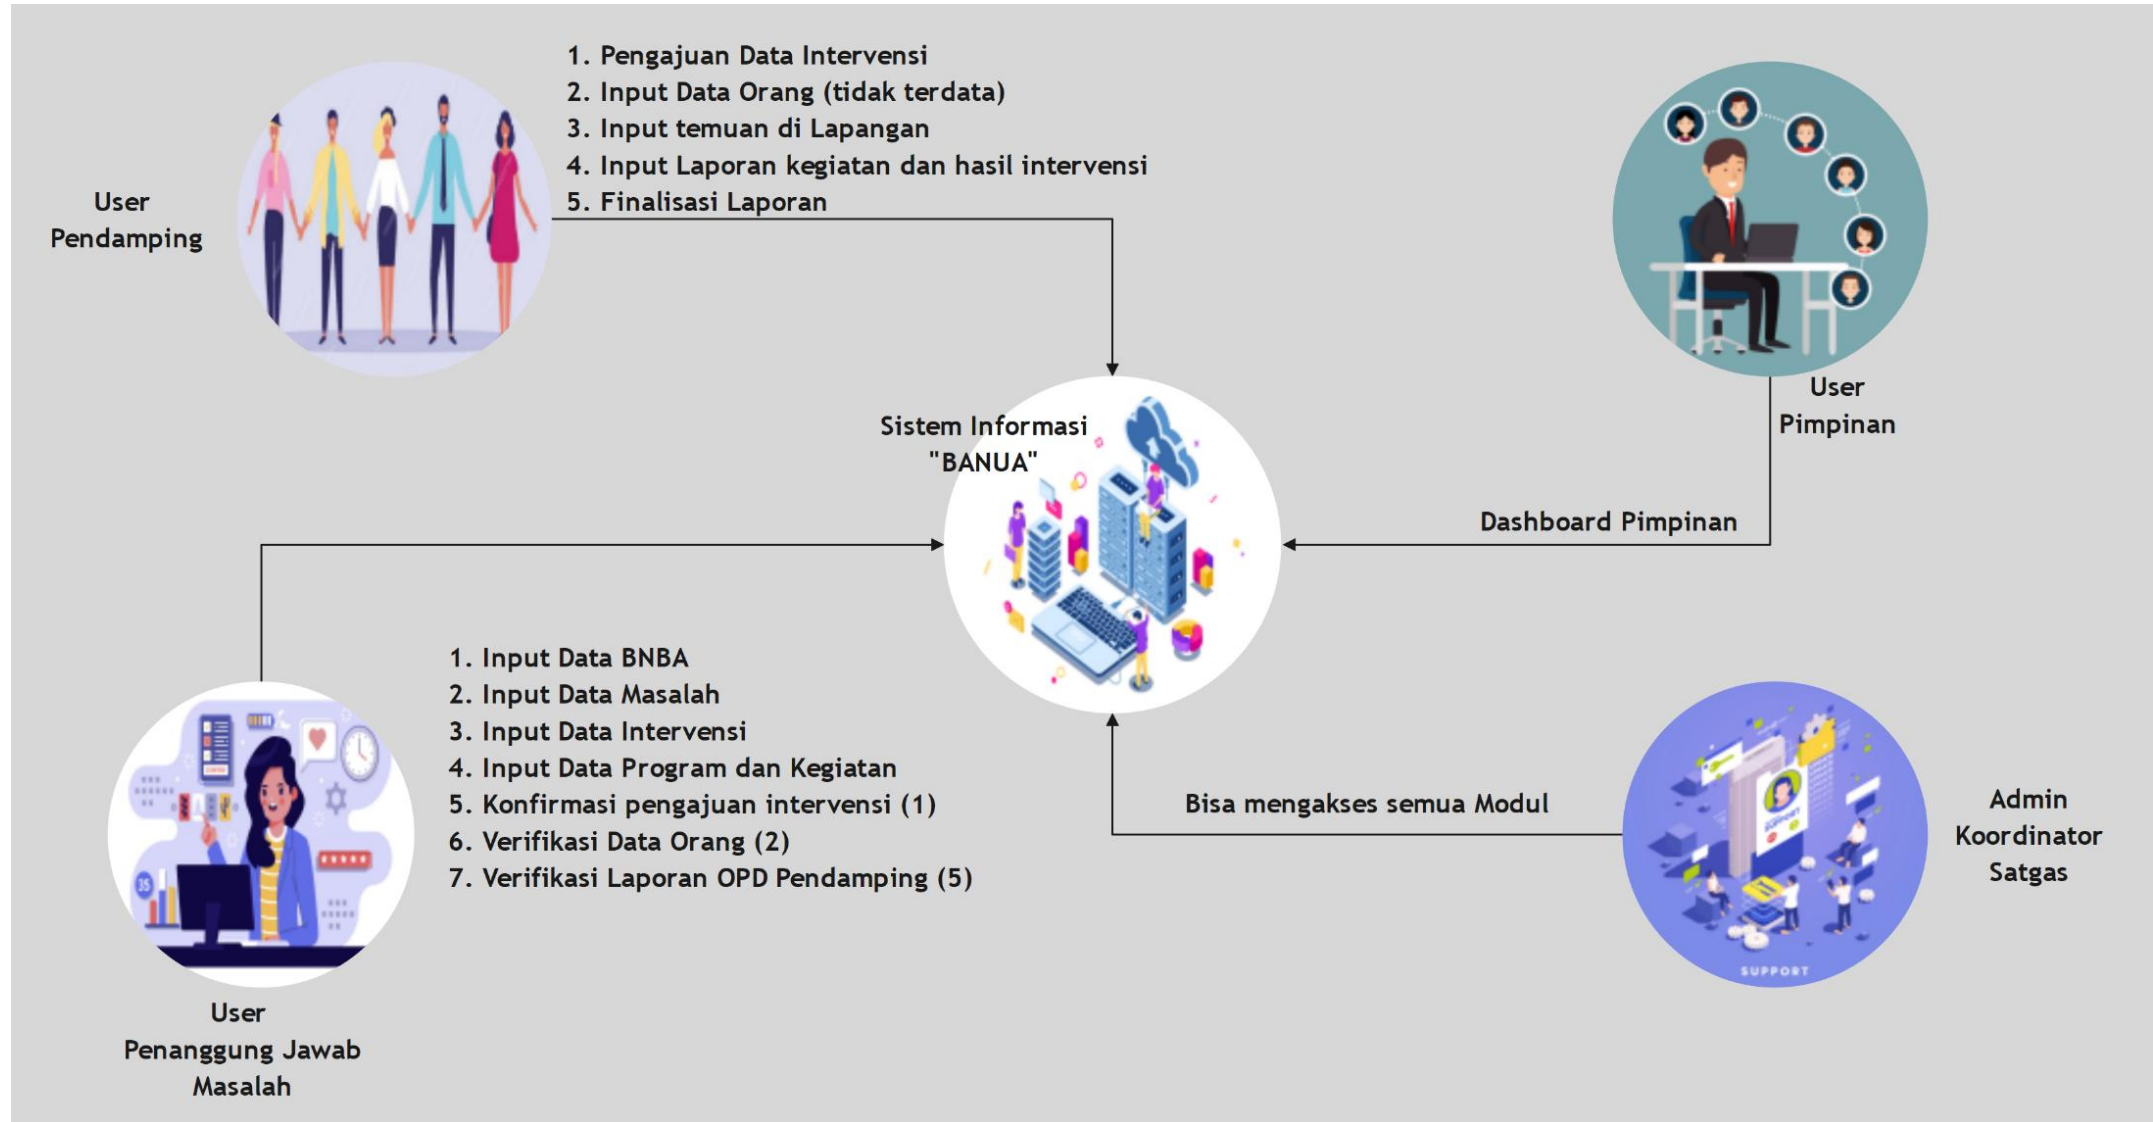 1. Pengajuan Data Intervensi
2. Input Data Orang (tidak terdata)
3. Input temuan di Lapangan
4. Input Laporan kegiatan dan hasil intervensi
5. Finalisasi Laporan
User
Pendamping
User
Pimpinan
Sistem Informasi
"BANUA"
Dashboard Pimpinan
1. Input Data BNBA
2. Input Data Masalah
3. Input Data Intervensi
4. Input Data Program dan Kegiatan
5. Konfirmasi pengajuan intervensi (1)
6. Verifikasi Data Orang (2)
7. Verifikasi Laporan OPD Pendamping (5)
35
User
Penanggung Jawab
Masalah
Bisa mengakses semua Modul
Admin
Koordinator
Satgas
SUPPORT